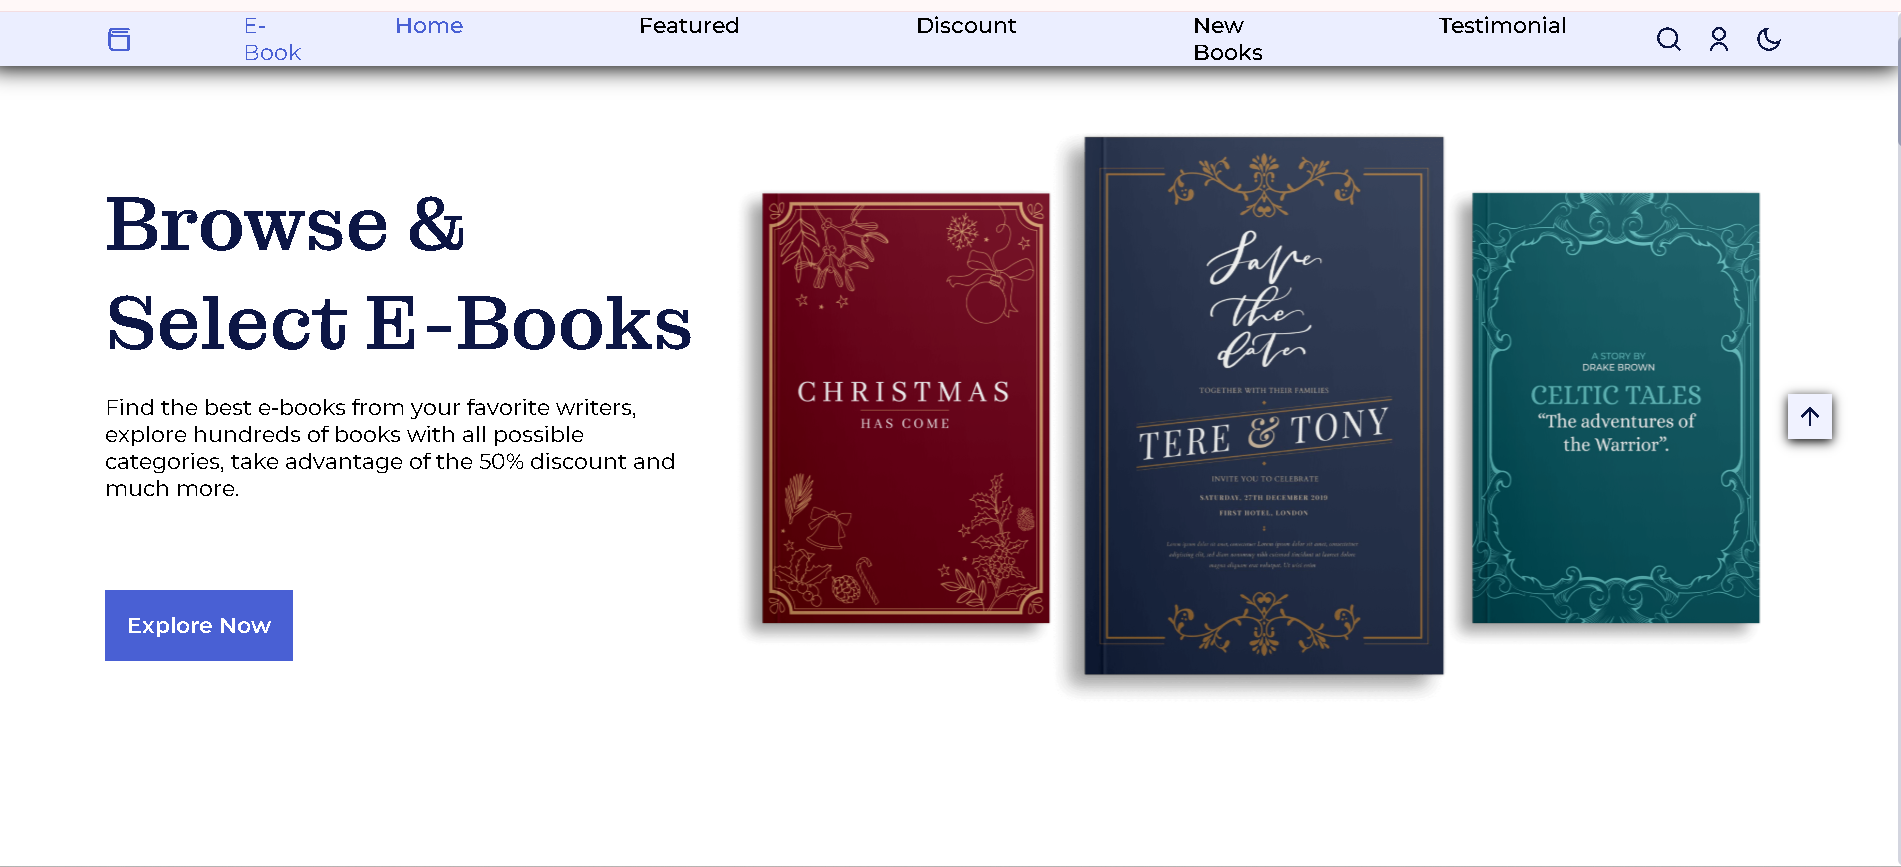 E-
Book
Home
Featured
Discount
New
Books
Testimonial
Browse &
Select E-Books
Find the best e-books from your favorite writers,
explore hundreds of books with all possible
categories, take advantage of the 50% discount and
much more.
Explore Now
CHRISTMAS
HAS COME
Save
the
date
TOGETHER WITH THEIR FAMILIES
TERE & TONY
INVITE YOU TO CELEBRATE
SATURDAY, 27TH DECEMBER 2019
FIRST HOTEL, LONDON
A STORY BY
DRAKE BROWN
CELTIC TALES
“The adventures of
the Warrior”.